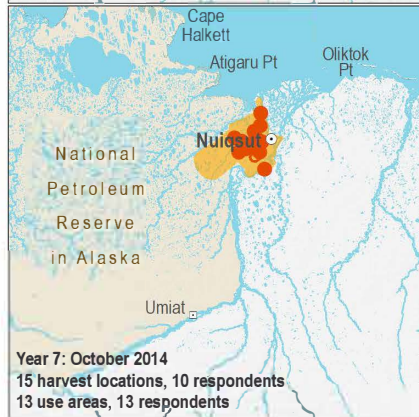 Cape
Halkett
Atigaru Pt
Oliktok
Pt
Nuiqsut
National
Petroleum
Reserve
in Alaska
Umiat
Year 7: October 2014
15 harvest locations, 10 respondents
13 use areas, 13 respondents